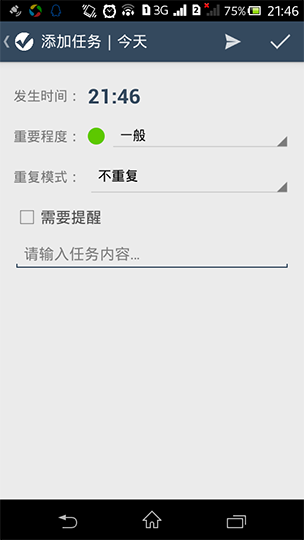 1 3G 2 75% 21:46
添加任务 | 今天
发生时间： 21:46
重要程度： 一般
重复模式： 不重复
需要提醒
请输入任务内容...